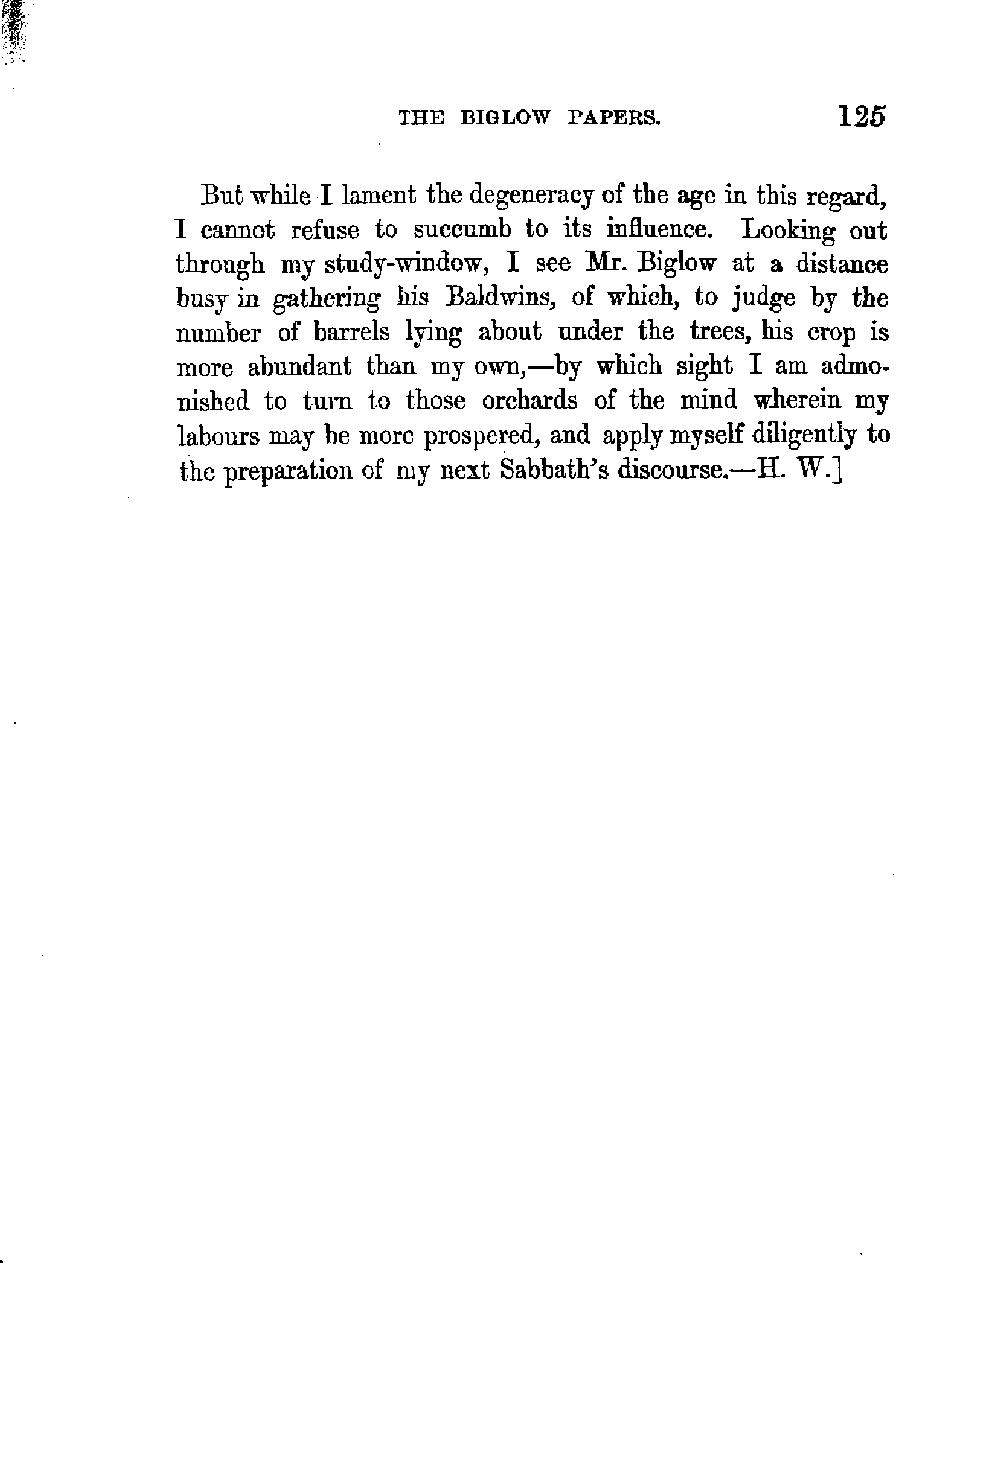 THE BIGLOW PAPERS. 125
But while I lament the degeneracy of the age in this regard,
I cannot refuse to succumb to its influence. Looking out
through my study-window, I see Mr. Biglow at a distance
busy in gathering his Baldwins, of which, to judge by the
number of barrels lying about under the trees, his crop is
more abundant than my own,—by which sight I am admo-
nished to turn to those orchards of the mind wherein my
labours may be more prospered, and apply myself diligently to
the preparation of my next Sabbath's discourse.—H. W.]